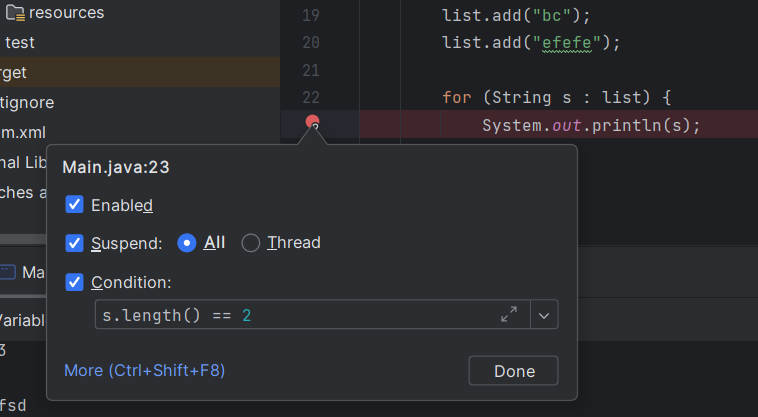 resources
test
rget
tignore
m.xml
nal Lib
ches a
19 list.add("bc");
20 list.add("efefe");
21
22 for (String s : list) {
System.out.println(s);
Main.java:23
Enabled
Suspend: All Thread
Condition:
s.length() == 2
More (Ctrl+Shift+F8) Done
Ma
Variabl
3
fsd